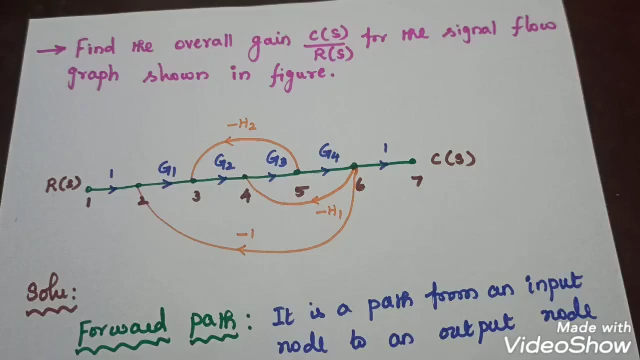 → Find the overall gain C(S)/R(S) for the signal flow
graph shown in figure.
-H2
R(S) 1 G1 G2 G3 G4 1 C(S)
1 2 3 4 5 6 7
-H1
-1
Solu:
Forward path: It is a path from an input
node to an output node
Made with
VideoShow